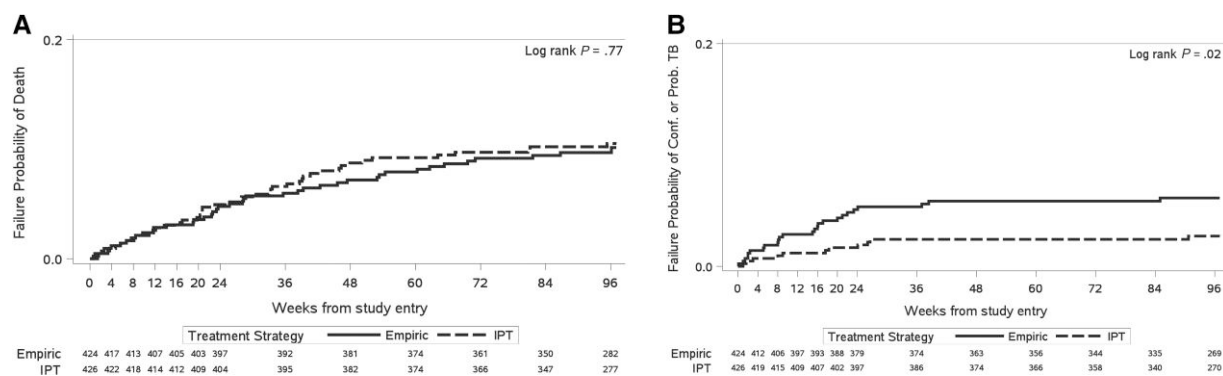 A
0.2
Log rank P = .77
Failure Probability of Death
0.0
0 4 8 12 16 20 24 36 48 60 72 84 96
Weeks from study entry
Treatment Strategy Empiric IPT
Empiric 424 417 413 407 405 403 397 392 381 374 361 350 282
IPT 426 422 418 414 412 409 404 395 382 374 366 347 277
B
0.2
Log rank P = .02
Failure Probability of Conf. or Prob. TB
0.0
0 4 8 12 16 20 24 36 48 60 72 84 96
Weeks from study entry
Treatment Strategy Empiric IPT
Empiric 424 412 406 397 393 388 379 374 363 356 344 335 269
IPT 426 419 415 409 407 402 397 386 374 366 358 340 270